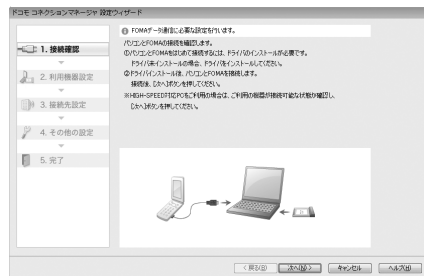 ドコモ コネクションマネージャ 設定ウィザード
FOMAデータ通信に必要な設定を行います。
1. 接続確認
パソコンとFOMAの接続を確認します。
①パソコンとFOMAをはじめて接続するには、ドライバのインストールが必要です。
ドライバ未インストールの場合、ドライバをインストールしてください。
2. 利用機器設定
②ドライバインストール後、パソコンとFOMAを接続します。
接続後、[次へ]ボタンを押してください。
3. 接続先設定
※HIGH-SPEED対応PCをご利用の場合は、ご利用の機器が接続可能な状態か確認し、
[次へ]ボタンを押してください。
4. その他の設定
5. 完了
< 戻る(B)
次へ(N) >
キャンセル
ヘルプ(H)